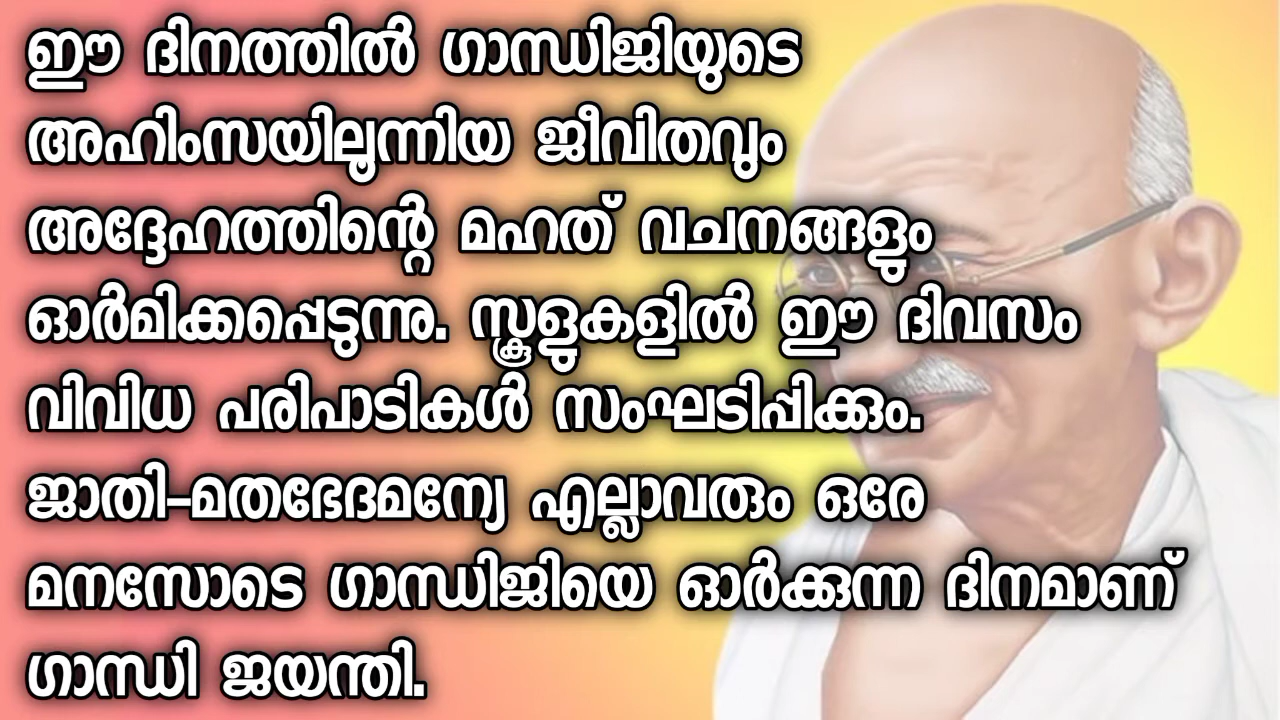 ഈ ദിനത്തിൽ ഗാന്ധിജിയുടെ
അഹിംസയിലൂന്നിയ ജീവിതവും
അദ്ദേഹത്തിന്റെ മഹത് വചനങ്ങളും
ഓർമിക്കപ്പെടുന്നു. സ്കൂളുകളിൽ ഈ ദിവസം
വിവിധ പരിപാടികൾ സംഘടിപ്പിക്കും.
ജാതി-മതഭേദമന്യേ എല്ലാവരും ഒരേ
മനസോടെ ഗാന്ധിജിയെ ഓർക്കുന്ന ദിനമാണ്
ഗാന്ധി ജയന്തി.